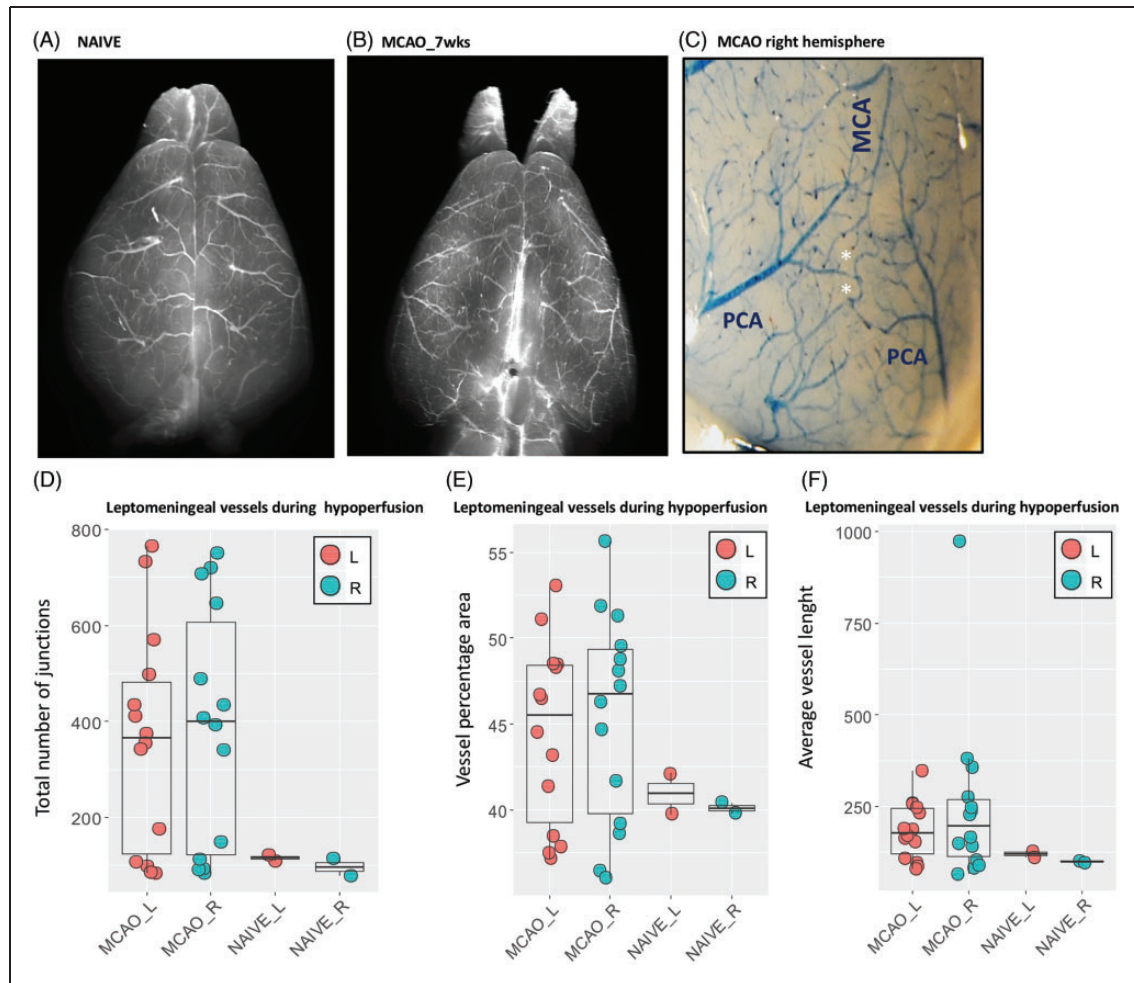 (A) NAIVE
(B) MCAO_7wks
(C) MCAO right hemisphere
MCA
*
*
PCA
PCA
(D)
Leptomeningeal vessels during hypoperfusion
L
R
Total number of junctions
800
600
400
200
MCAO_L
MCAO_R
NAIVE_L
NAIVE_R
(E)
Leptomeningeal vessels during hypoperfusion
L
R
Vessel percentage area
55
50
45
40
MCAO_L
MCAO_R
NAIVE_L
NAIVE_R
(F)
Leptomeningeal vessels during hypoperfusion
L
R
Average vessel lenght
1000
750
500
250
MCAO_L
MCAO_R
NAIVE_L
NAIVE_R